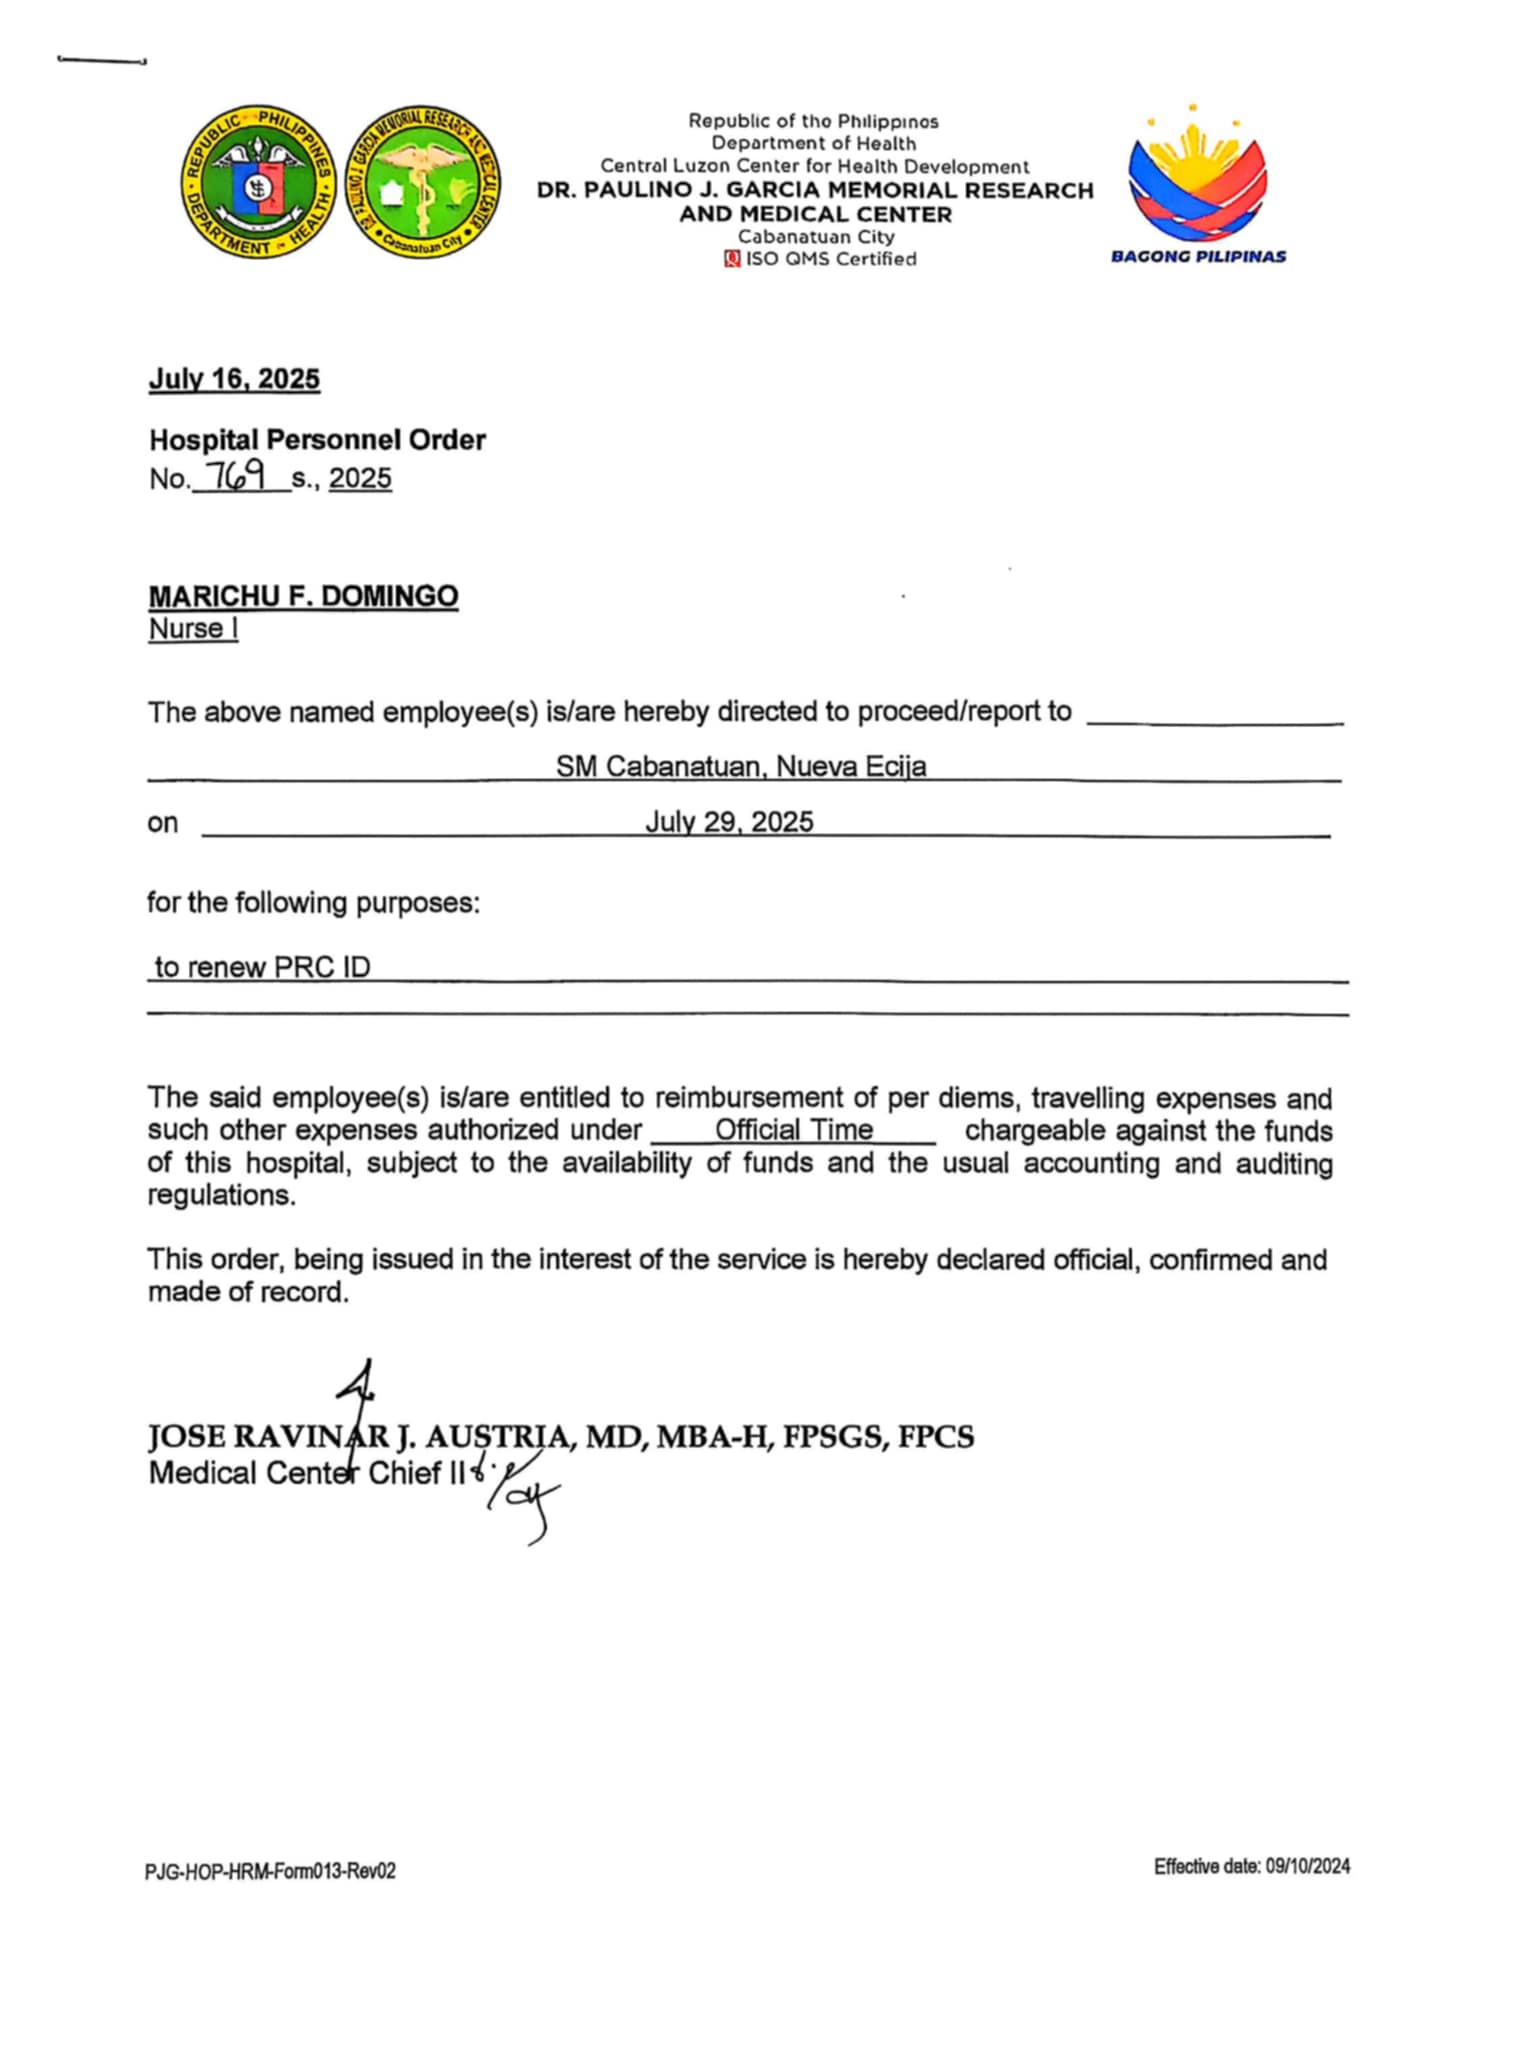 REPUBLIC OF PHILIPPINES
DEPARTMENT OF HEALTH
DR. PAULINO J. GARCIA MEMORIAL RESEARCH AND MEDICAL CENTER
Cabanatuan City
Republic of the Philippines
Department of Health
Central Luzon Center for Health Development
DR. PAULINO J. GARCIA MEMORIAL RESEARCH
AND MEDICAL CENTER
Cabanatuan City
ISO QMS Certified
BAGONG PILIPINAS
July 16, 2025
Hospital Personnel Order
No. 769 s., 2025
MARICHU F. DOMINGO
Nurse I
The above named employee(s) is/are hereby directed to proceed/report to
SM Cabanatuan, Nueva Ecija
on July 29, 2025
for the following purposes:
to renew PRC ID
The said employee(s) is/are entitled to reimbursement of per diems, travelling expenses and
such other expenses authorized under Official Time chargeable against the funds
of this hospital, subject to the availability of funds and the usual accounting and auditing
regulations.
This order, being issued in the interest of the service is hereby declared official, confirmed and
made of record.
JOSE RAVINAR J. AUSTRIA, MD, MBA-H, FPSGS, FPCS
Medical Center Chief II
PJG-HOP-HRM-Form013-Rev02
Effective date: 09/10/2024